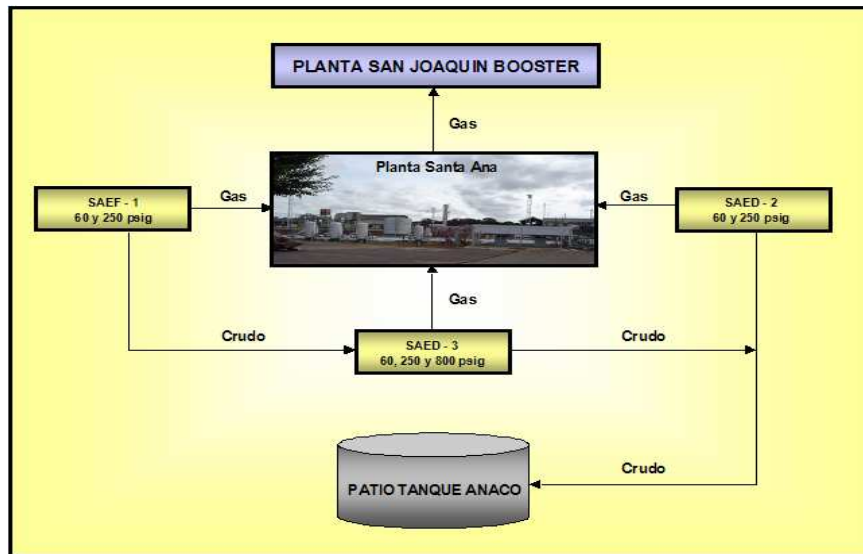 PLANTA SAN JOAQUIN BOOSTER
Gas
Planta Santa Ana
SAEF - 1
60 y 250 psig
Gas
Gas
SAED - 2
60 y 250 psig
Gas
Crudo
SAED - 3
60, 250 y 800 psig
Crudo
Crudo
PATIO TANQUE ANACO